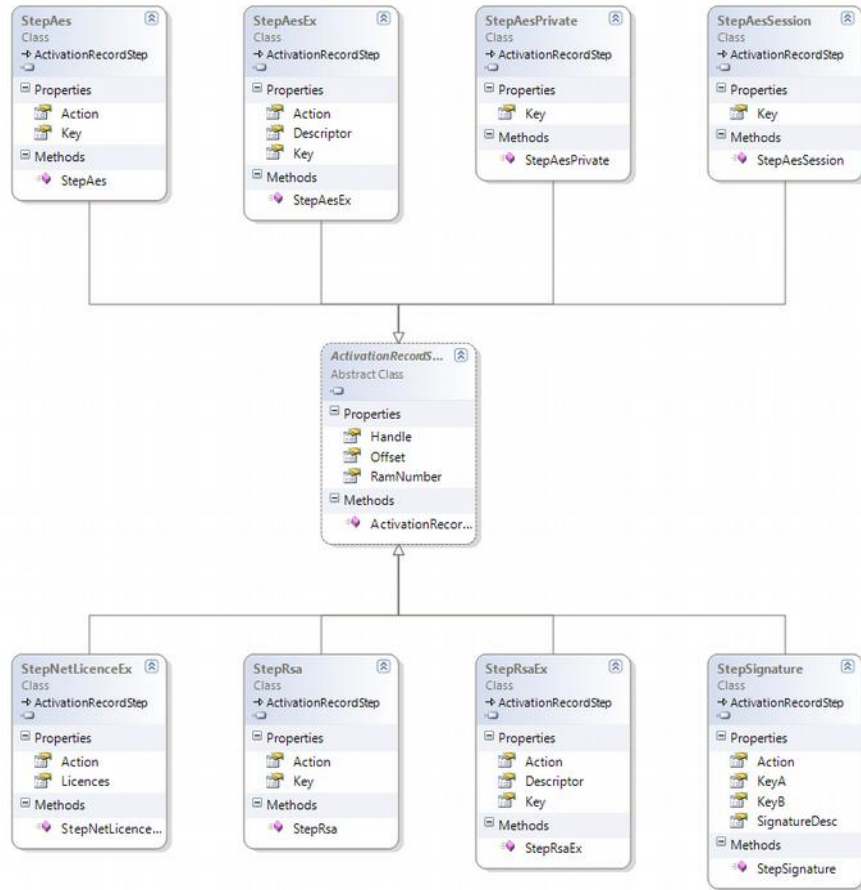 StepAes
Class
ActivationRecordStep
Properties
Action
Key
Methods
StepAes
StepAesEx
Class
ActivationRecordStep
Properties
Action
Descriptor
Key
Methods
StepAesEx
StepAesPrivate
Class
ActivationRecordStep
Properties
Key
Methods
StepAesPrivate
StepAesSession
Class
ActivationRecordStep
Properties
Key
Methods
StepAesSession
ActivationRecordS...
Abstract Class
Properties
Handle
Offset
RamNumber
Methods
ActivationRecor...
StepNetLicenceEx
Class
ActivationRecordStep
Properties
Action
Licences
Methods
StepNetLicence...
StepRsa
Class
ActivationRecordStep
Properties
Action
Key
Methods
StepRsa
StepRsaEx
Class
ActivationRecordStep
Properties
Action
Descriptor
Key
Methods
StepRsaEx
StepSignature
Class
ActivationRecordStep
Properties
Action
KeyA
KeyB
SignatureDesc
Methods
StepSignature